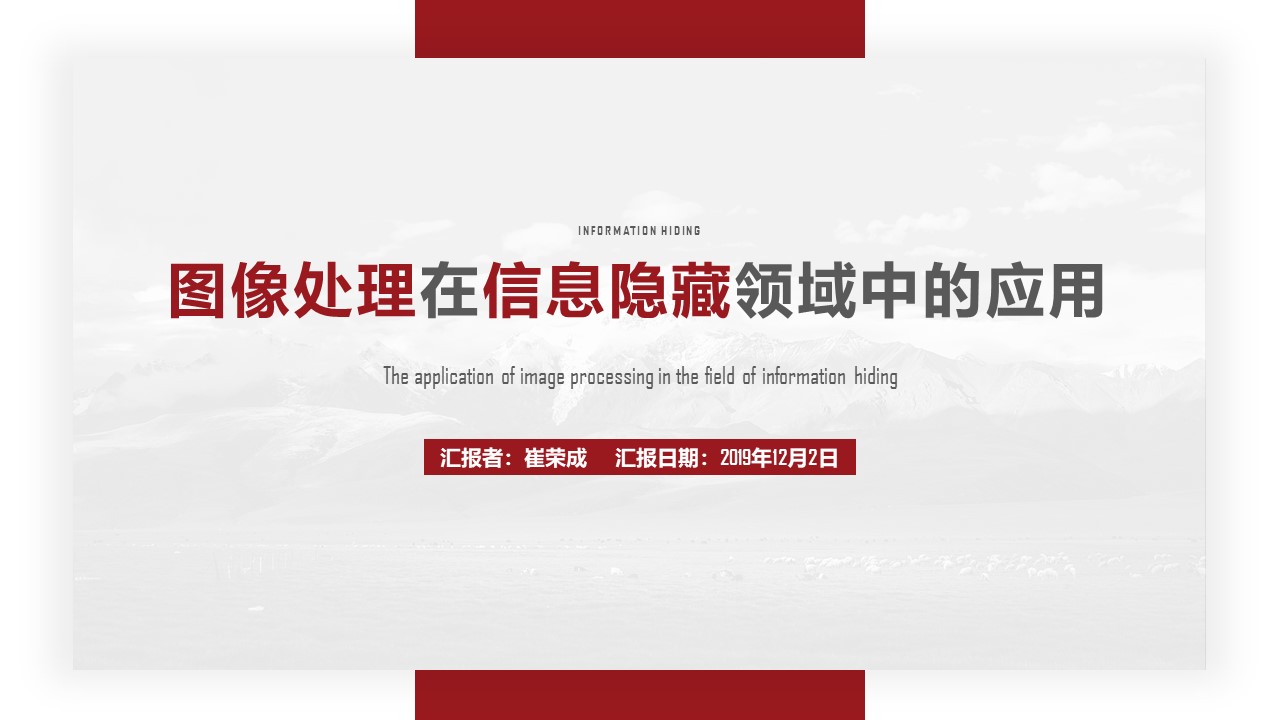 INFORMATION HIDING
图像处理在信息隐藏领域中的应用
The application of image processing in the field of information hiding
汇报者：崔荣成 汇报日期：2019年12月2日